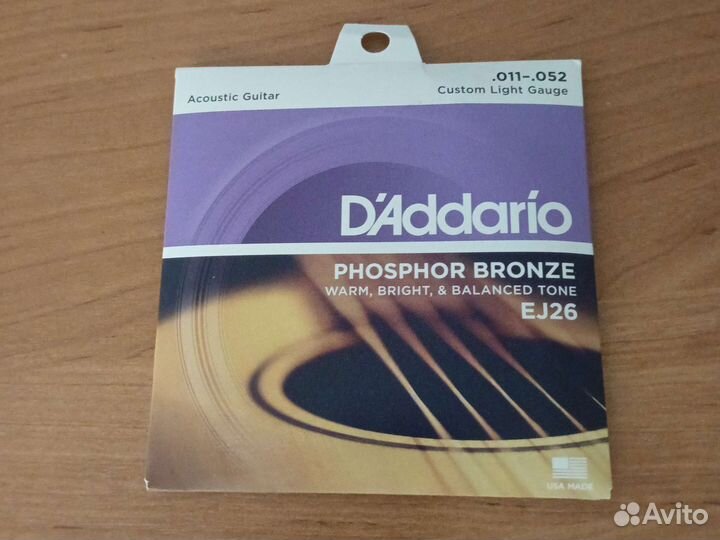 Acoustic Guitar
.011–.052
Custom Light Gauge
D'Addario
PHOSPHOR BRONZE
WARM, BRIGHT, & BALANCED TONE
EJ26
USA MADE
Avito